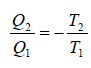 Q₂/Q₁ = −T₂/T₁